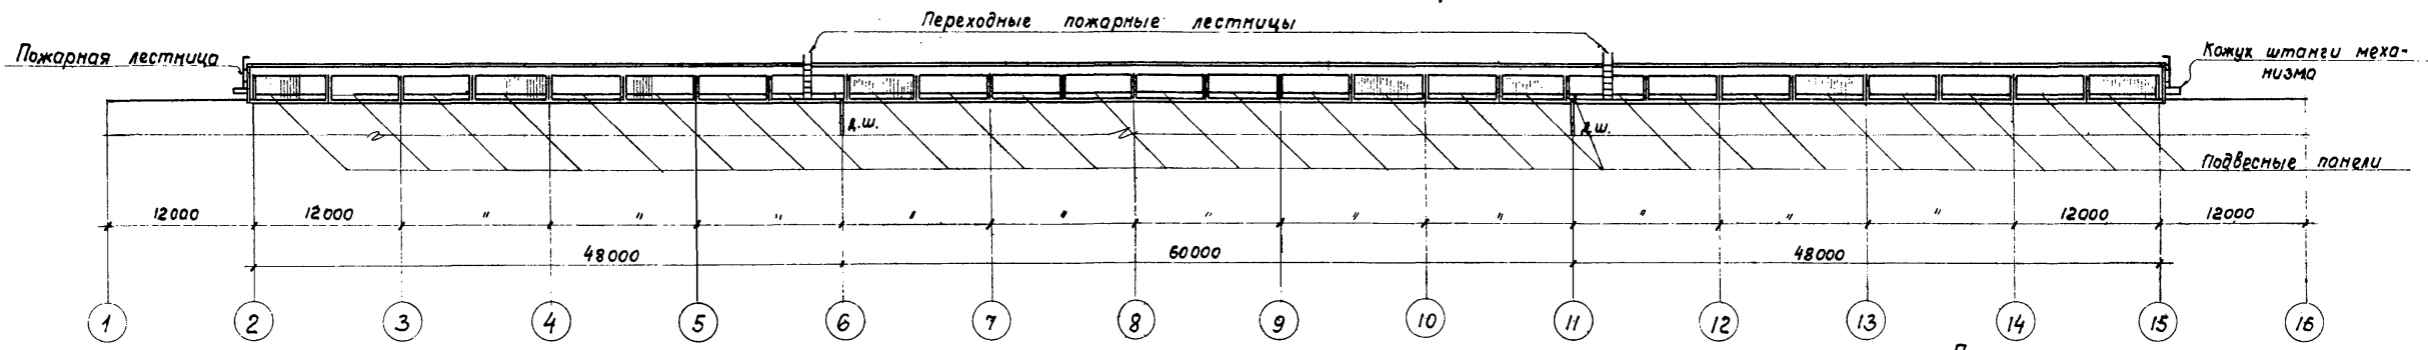 Переходные пожарные лестницы
Пожарная лестница
Кожух штанги меха-
низма
д.ш. д.ш.
Подвесные панели
12000 12000 " " " " " " " " " " " 12000 12000
48000 60000 48000
1 2 3 4 5 6 7 8 9 10 11 12 13 14 15 16